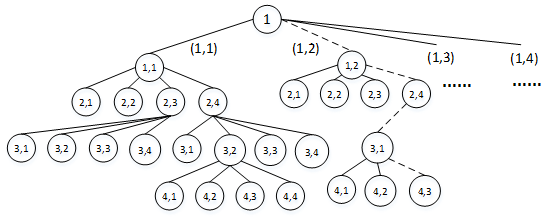 1
(1,1) (1,2) (1,3) (1,4)
1,1 1,2
2,1 2,2 2,3 2,4 2,1 2,2 2,3 2,4 ...... ......
3,1 3,2 3,3 3,4 3,1 3,2 3,3 3,4 3,1
4,1 4,2 4,3 4,4 4,1 4,2 4,3